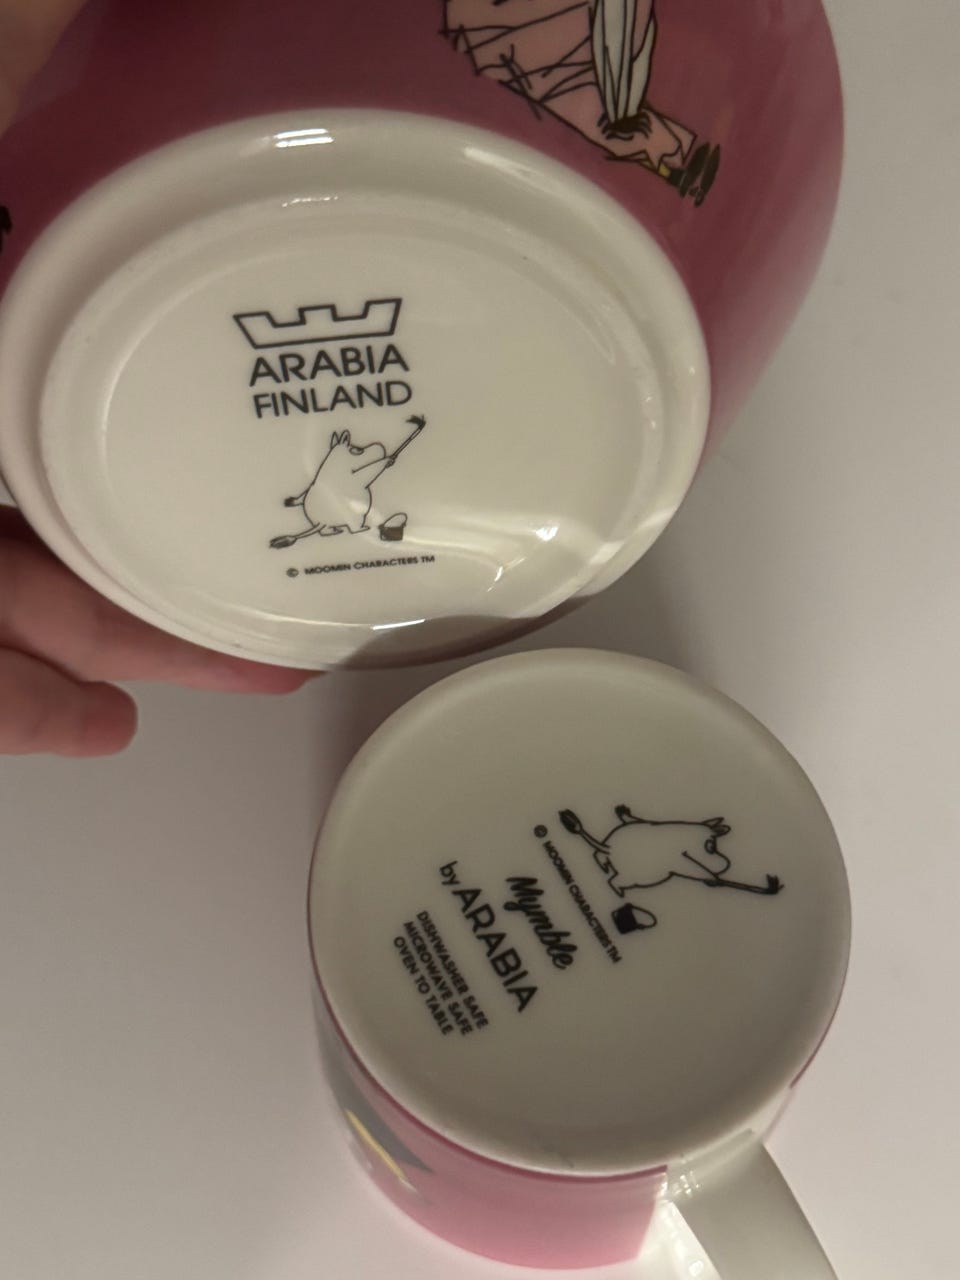 ARABIA
FINLAND
© MOOMIN CHARACTERS TM
© MOOMIN CHARACTERS TM
Mymble
by ARABIA
DISHWASHER SAFE
MICROWAVE SAFE
OVEN TO TABLE